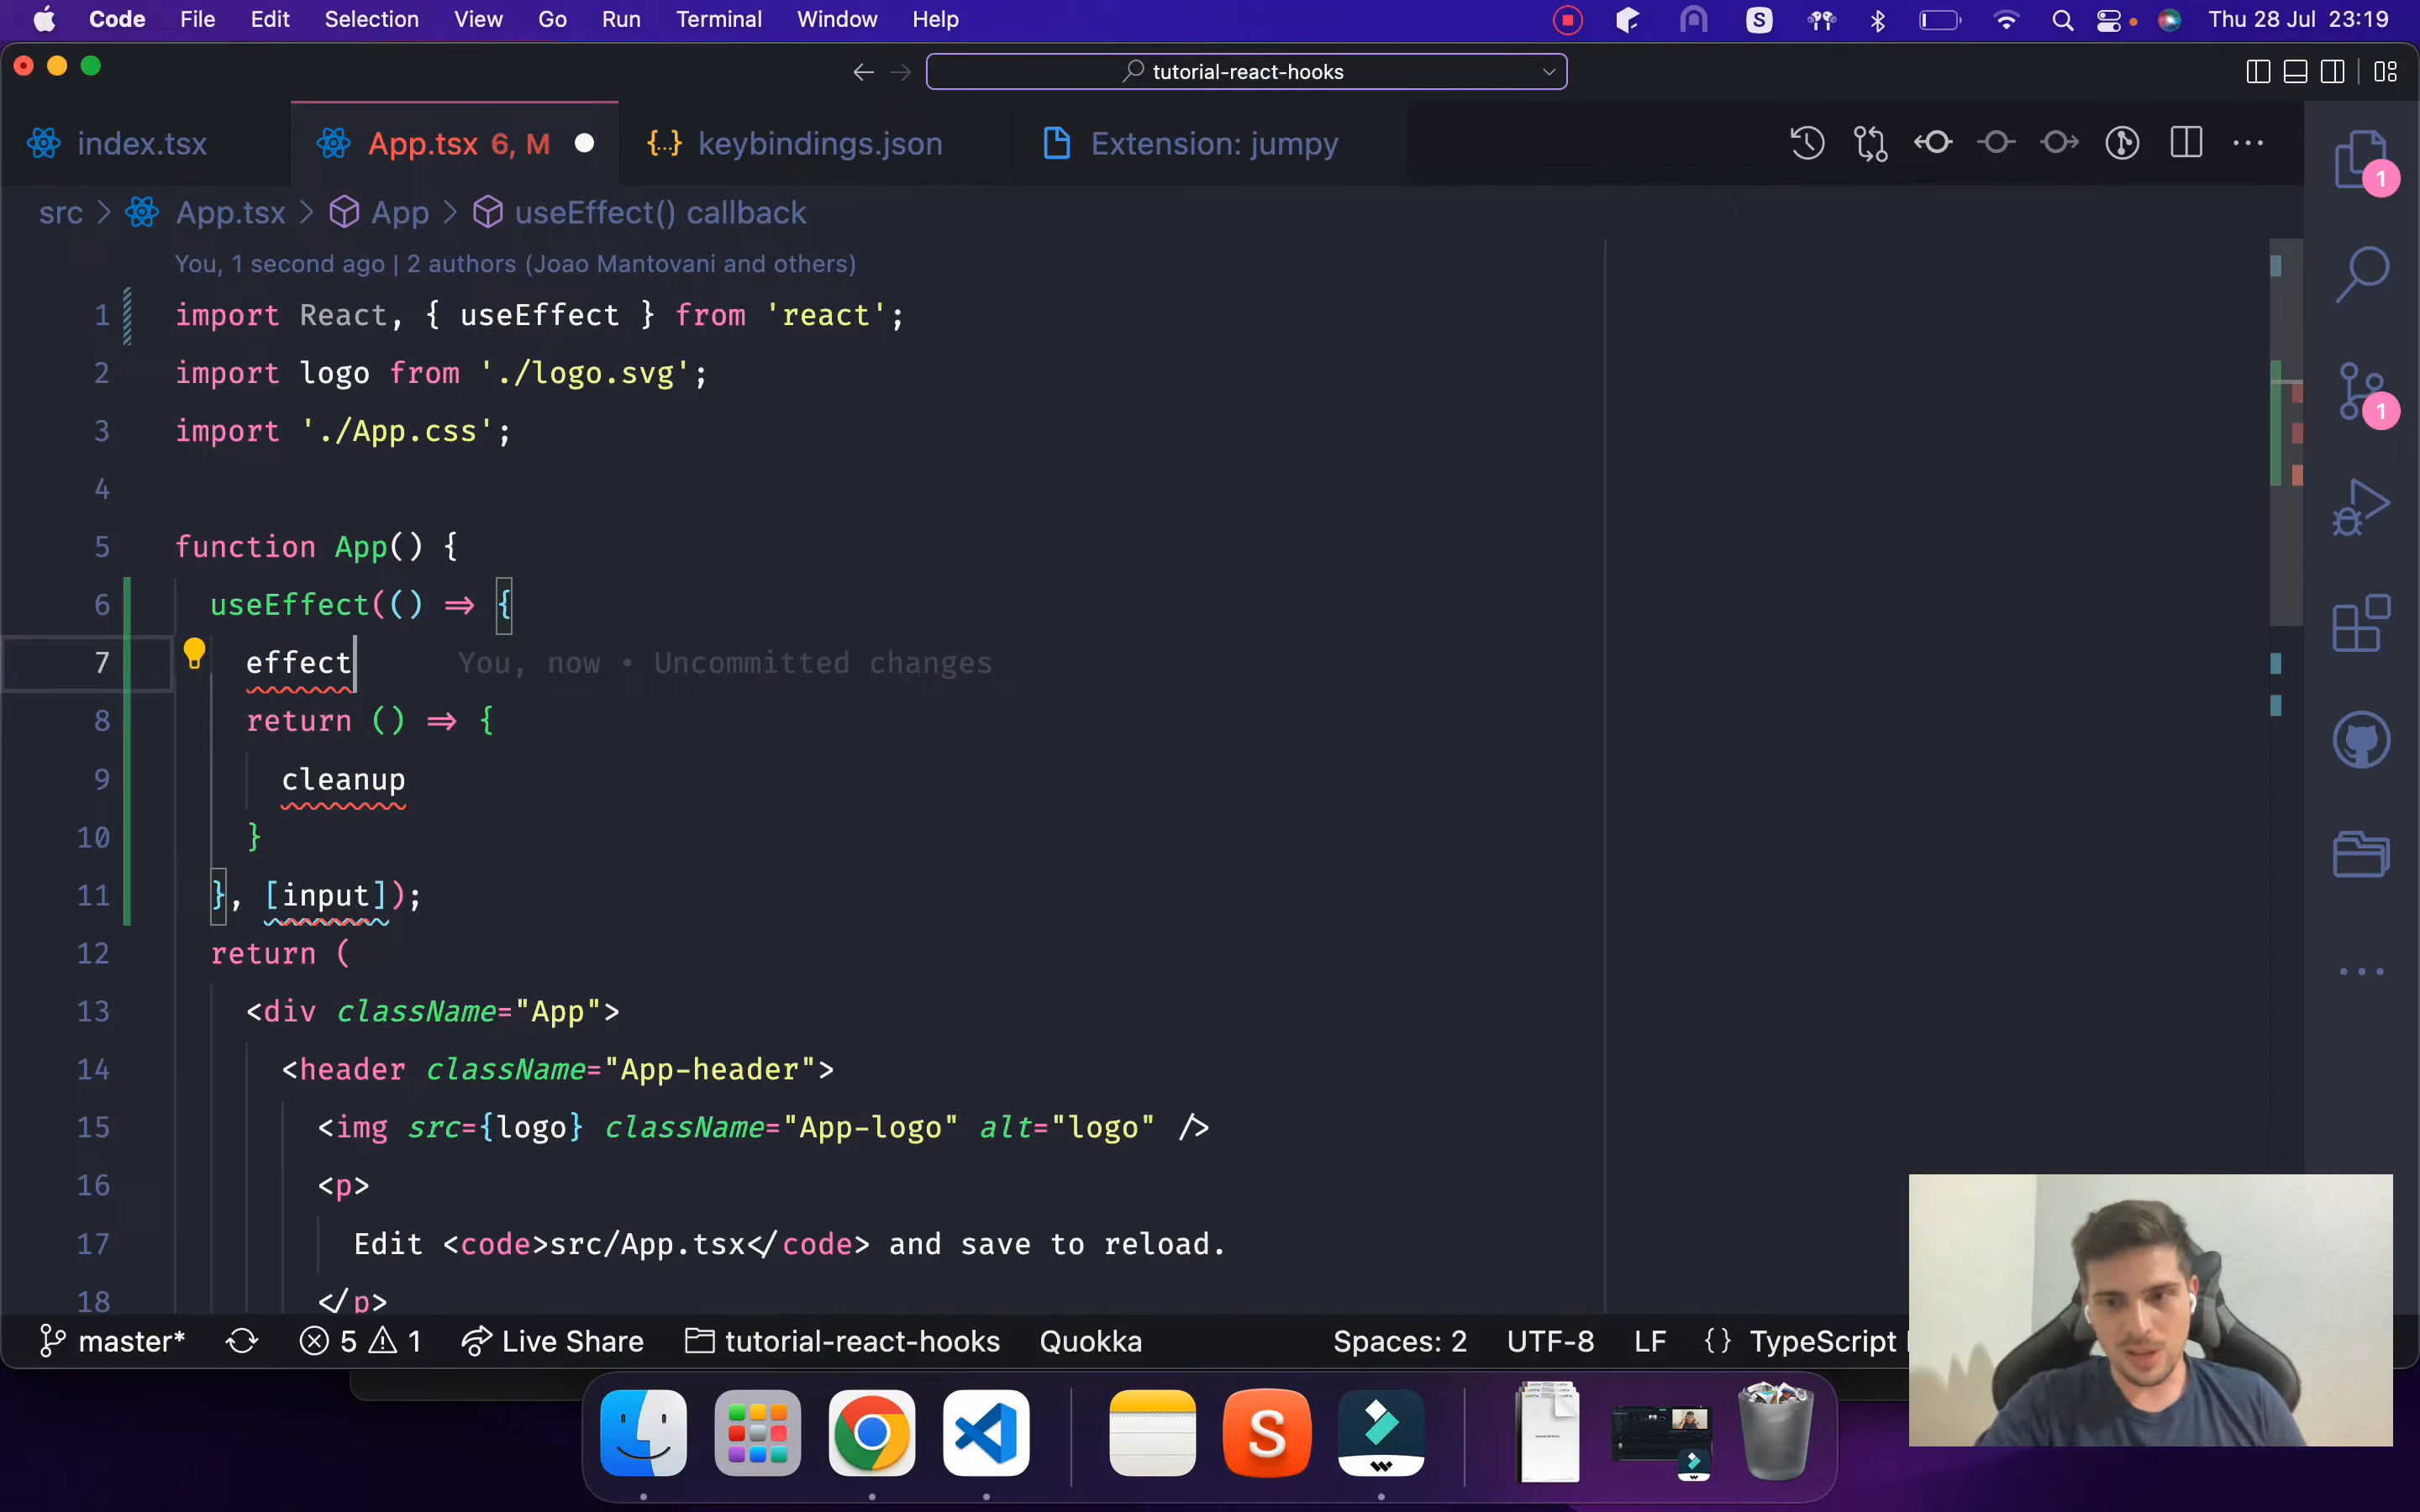 Code File Edit Selection View Go Run Terminal Window Help S Thu 28 Jul 23:19
tutorial-react-hooks
index.tsx App.tsx 6, M {...} keybindings.json Extension: jumpy
1
src > App.tsx > App > useEffect() callback
You, 1 second ago | 2 authors (Joao Mantovani and others)
1 import React, { useEffect } from 'react';
2 import logo from './logo.svg';
3 import './App.css';
1
4
5 function App() {
6 useEffect(() => {
7 effect You, now • Uncommitted changes
8 return () => {
9 cleanup
10 }
11 }, [input]);
12 return (
13 <div className="App">
14 <header className="App-header">
15 <img src={logo} className="App-logo" alt="logo" />
16 <p>
17 Edit <code>src/App.tsx</code> and save to reload.
18 </p>
master* 5 1 Live Share tutorial-react-hooks Quokka Spaces: 2 UTF-8 LF {} TypeScript
S